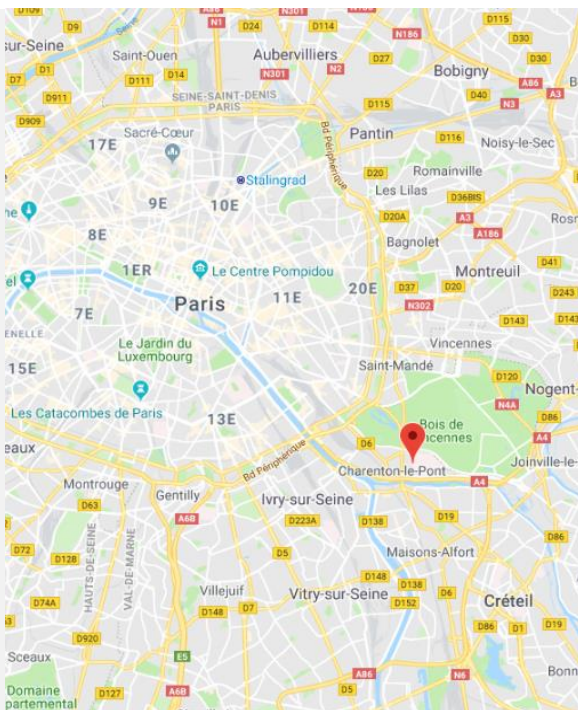 D109
D9
N1
N301
D24
D114
N186
D115
D30
sur-Seine
Saint-Ouen
Aubervilliers
D27
D30
D1
D7
D111
D14
N301
N2
Bobigny
A86
A3
D911
SEINE-SAINT-DENIS
PARIS
D115
D40
N3
D909
Sacré-Cœur
Bd Périphérique
Pantin
D116
Noisy-le-Sec
17E
Stalingrad
D20
Romainville
Les Lilas
D36BIS
9E
10E
D20A
A3
A186
8E
Bagnolet
D41
1ER
Le Centre Pompidou
20E
D37
D20
Montreuil
D243
7E
Paris
11E
N302
D143
D143
ENELLE
Le Jardin du
Luxembourg
Saint-Mandé
Vincennes
15E
D120
Nogent-
N4A
Les Catacombes de Paris
13E
D86
Bois de
D6
A4
eaux
Bd Périphérique
Charenton-le-Pont
Joinville-le-
Montrouge
Gentilly
A4
D63
Ivry-sur-Seine
A6B
D223A
D138
D19
D86
D72
D128
HAUTS-DE-SEINE
VAL-DE-MARNE
D5
Maisons-Alfort
Villejuif
D148
D138
D74A
D148
D7
Vitry-sur-Seine
D152
D6
Créteil
D920
D86
D1
D19
Sceaux
E5
A86
N6
Bonn
Domaine
partemental
D127
A6B
D5